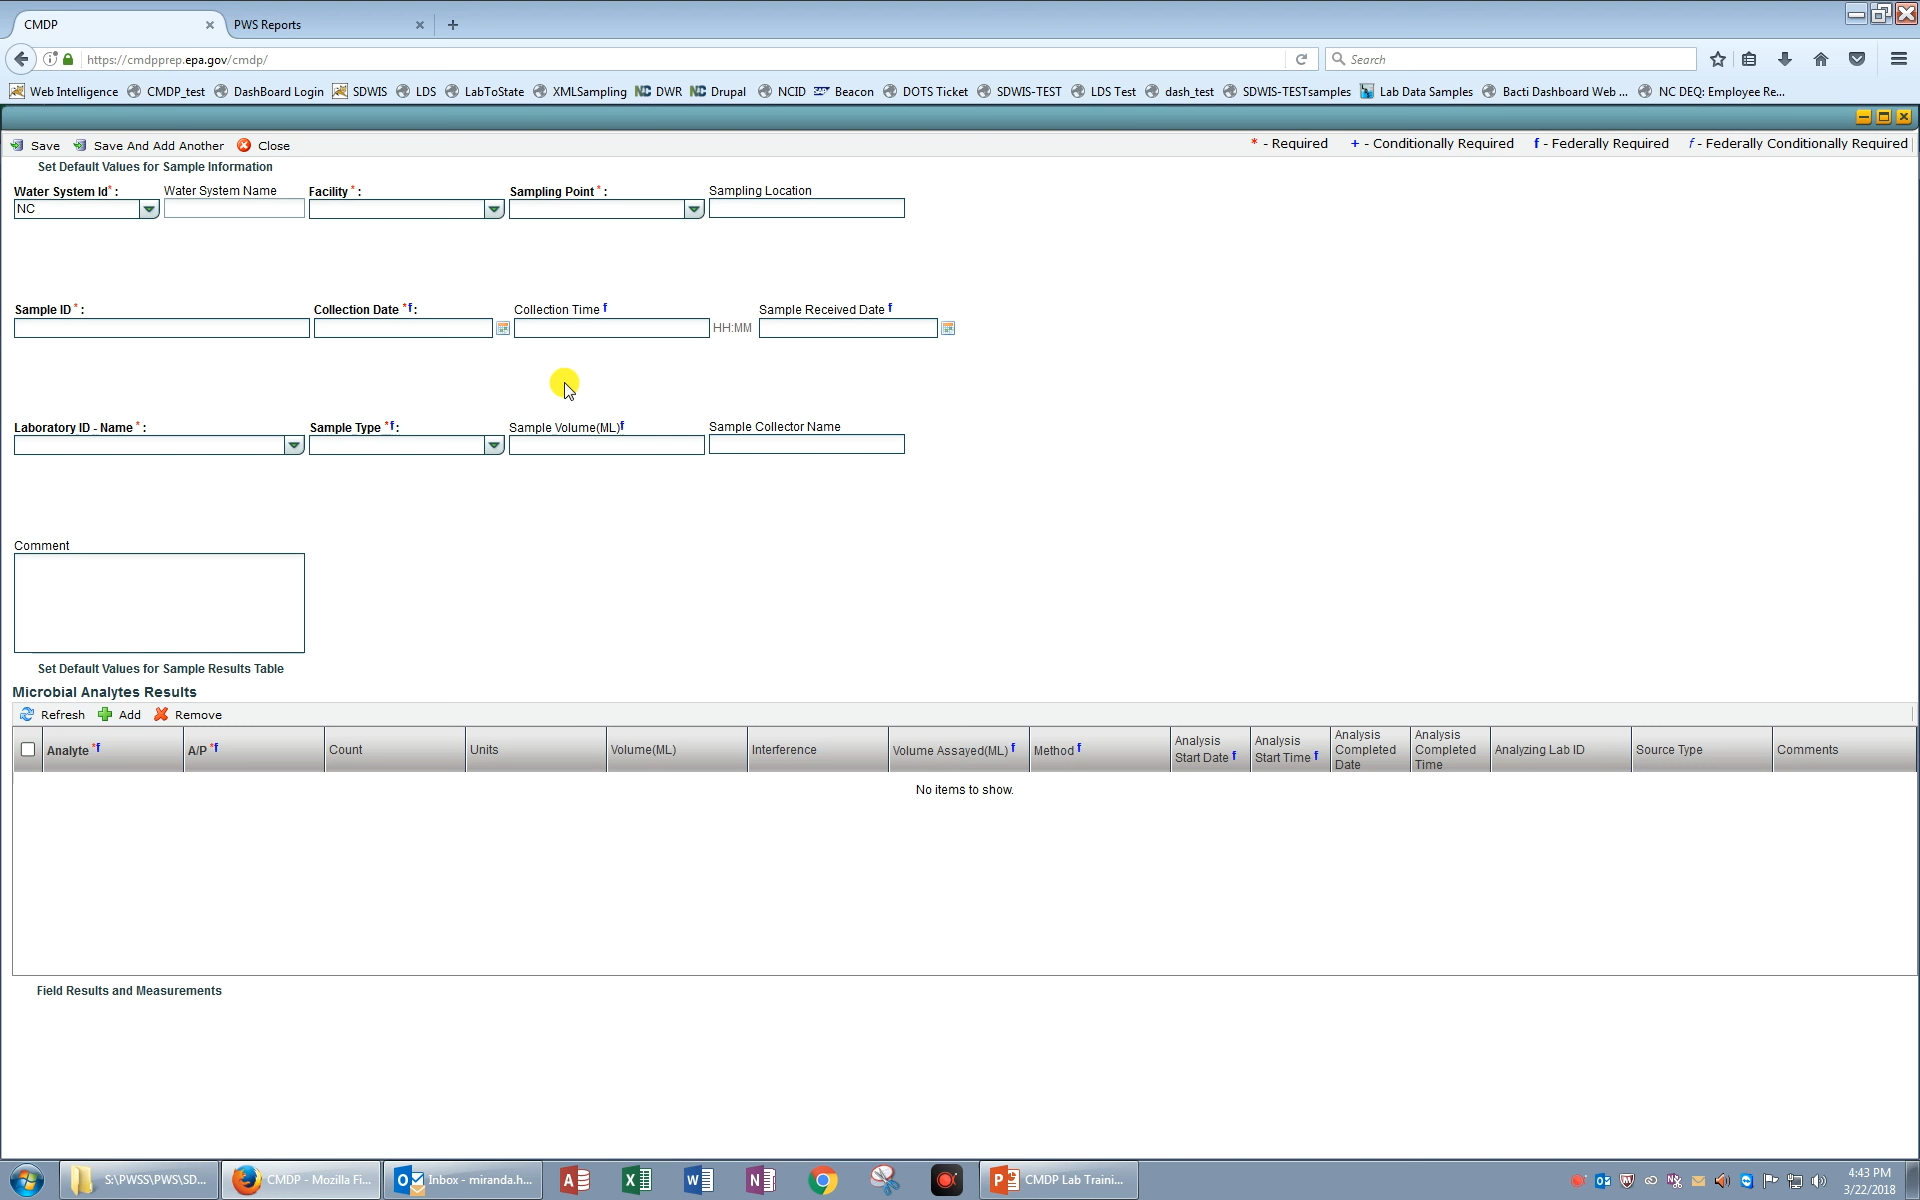 CMDP
PWS Reports
https://cmdpprep.epa.gov/cmdp/
Search
Web Intelligence CMDP_test DashBoard Login SDWIS LDS LabToState XMLSampling DWR Drupal NCID Beacon DOTS Ticket SDWIS-TEST LDS Test dash_test SDWIS-TESTsamples Lab Data Samples Bacti Dashboard Web ... NC DEQ: Employee Re...
Save Save And Add Another Close * - Required + - Conditionally Required f - Federally Required f - Federally Conditionally Required
Set Default Values for Sample Information
Water System Id* : Water System Name Facility * : Sampling Point * : Sampling Location
NC
Sample ID * : Collection Date *f: Collection Time f Sample Received Date f
HH:MM
Laboratory ID - Name * : Sample Type *f: Sample Volume(ML)f Sample Collector Name
Comment
Set Default Values for Sample Results Table
Microbial Analytes Results
Refresh Add Remove
Analyte *f A/P *f Count Units Volume(ML) Interference Volume Assayed(ML) f Method f Analysis Start Date f Analysis Start Time f Analysis Completed Date Analysis Completed Time Analyzing Lab ID Source Type Comments
No items to show.
Field Results and Measurements
S:\PWSS\PWS\SD... CMDP - Mozilla Fi... Inbox - miranda.h... CMDP Lab Traini...
4:43 PM
3/22/2018